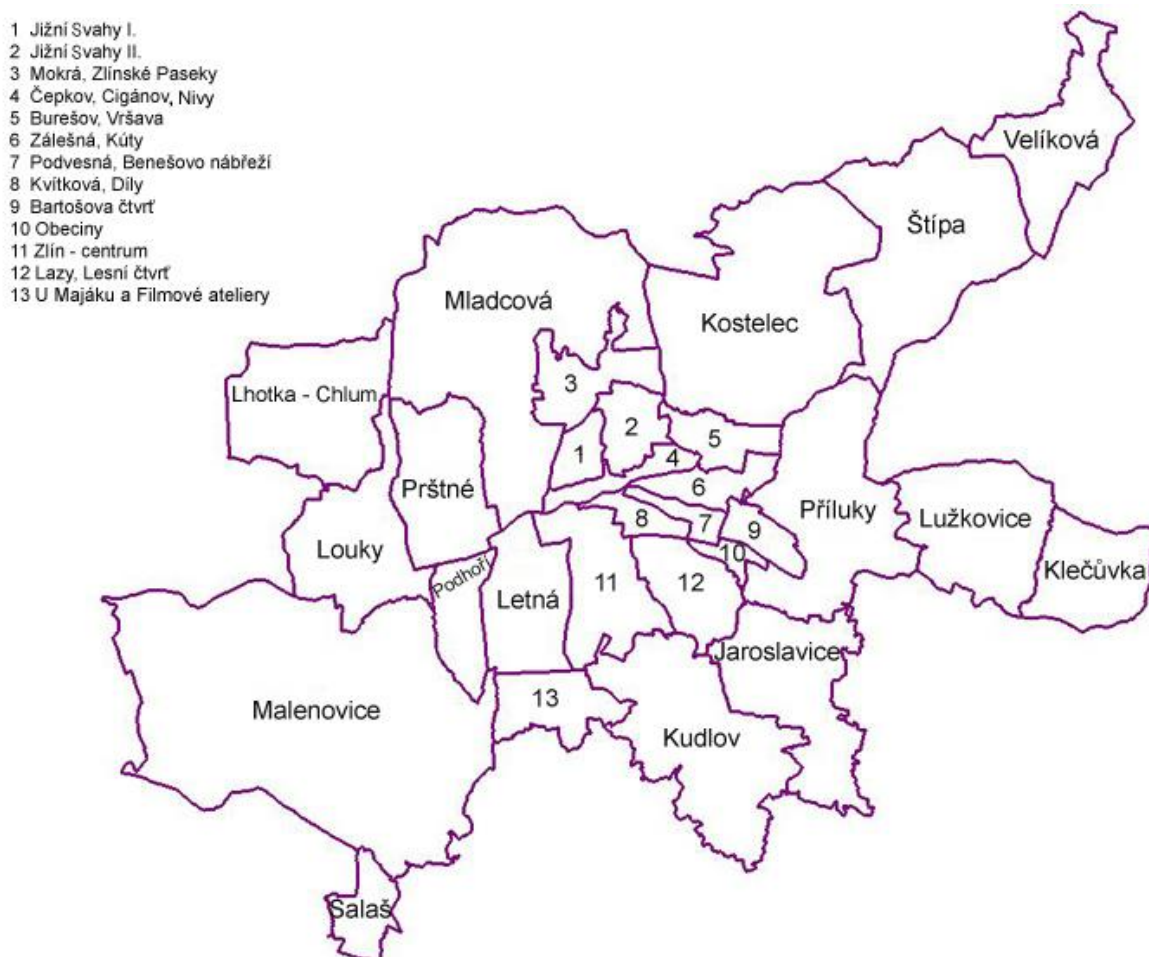 1 Jižní Svahy I.
2 Jižní Svahy II.
3 Mokrá, Zlínské Paseky
4 Čepkov, Cigánov, Nivy
5 Burešov, Vršava
6 Zálešná, Kúty
7 Podvesná, Benešovo nábřeží
8 Kvítková, Díly
9 Bartošova čtvrť
10 Obeciny
11 Zlín - centrum
12 Lazy, Lesní čtvrť
13 U Majáku a Filmové ateliery
Velíková
Štípa
Mladcová
Kostelec
Lhotka - Chlum
3
2
5
1
4
Prštné
6
Příluky
Lužkovice
8
7
9
Louky
10
Klečůvka
Podhoří
Letná
11
12
Jaroslavice
13
Malenovice
Kudlov
Salaš